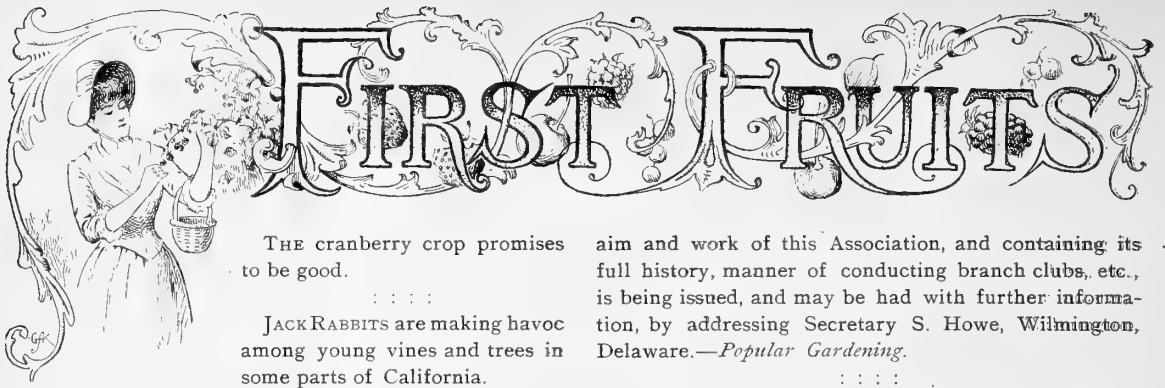 FIRST FRUITS
THE cranberry crop promises
to be good.
: : : :
JACK RABBITS are making havoc
among young vines and trees in
some parts of California.
aim and work of this Association, and containing its
full history, manner of conducting branch clubs, etc.,
is being issued, and may be had with further informa-
tion, by addressing Secretary S. Howe, Wilmington,
Delaware.—Popular Gardening.
: : : :